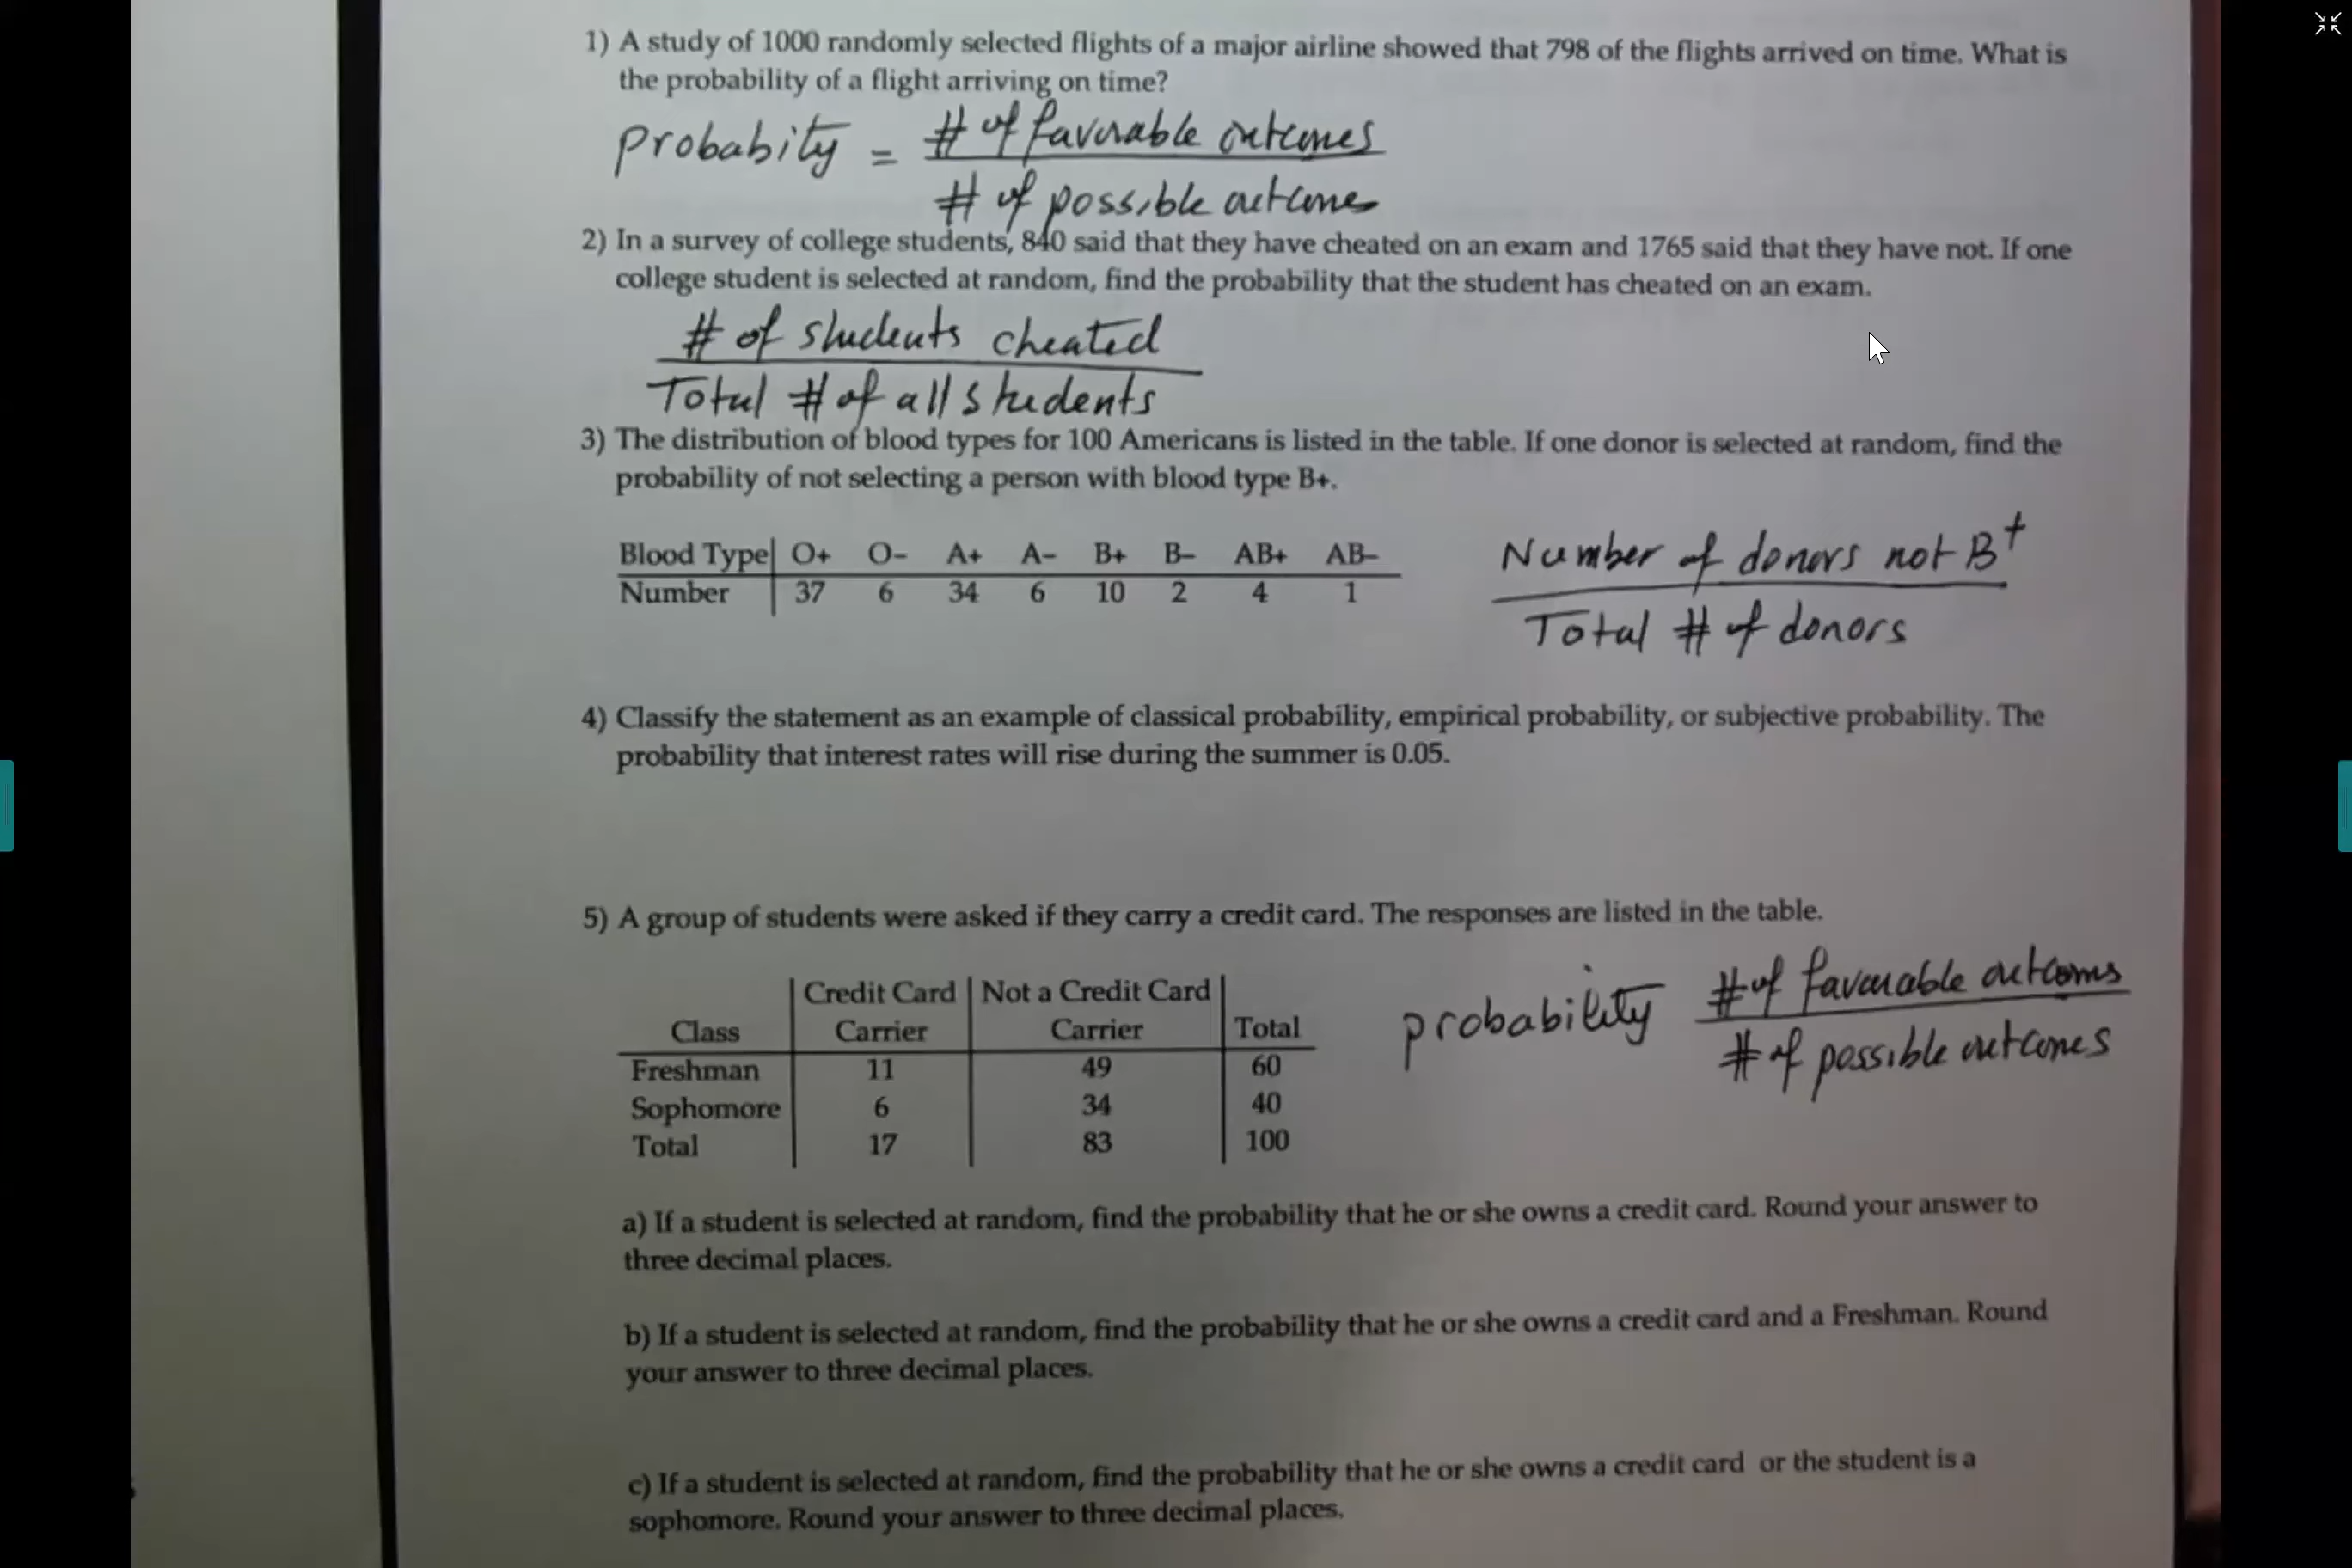 1) A study of 1000 randomly selected flights of a major airline showed that 798 of the flights arrived on time. What is
the probability of a flight arriving on time?
probabity = # of favorable outcomes
# of possible outcomes
2) In a survey of college students, 840 said that they have cheated on an exam and 1765 said that they have not. If one
college student is selected at random, find the probability that the student has cheated on an exam.
# of students cheated
Total # of all students
3) The distribution of blood types for 100 Americans is listed in the table. If one donor is selected at random, find the
probability of not selecting a person with blood type B+.
Blood Type O+ O- A+ A- B+ B- AB+ AB-
Number 37 6 34 6 10 2 4 1
Number of donors not B+
Total # of donors
4) Classify the statement as an example of classical probability, empirical probability, or subjective probability. The
probability that interest rates will rise during the summer is 0.05.
5) A group of students were asked if they carry a credit card. The responses are listed in the table.
Credit Card Not a Credit Card
Class Carrier Carrier Total
Freshman 11 49 60
Sophomore 6 34 40
Total 17 83 100
probability # of favorable outcoms
# of possible outcomes
a) If a student is selected at random, find the probability that he or she owns a credit card. Round your answer to
three decimal places.
b) If a student is selected at random, find the probability that he or she owns a credit card and a Freshman. Round
your answer to three decimal places.
c) If a student is selected at random, find the probability that he or she owns a credit card or the student is a
sophomore. Round your answer to three decimal places.